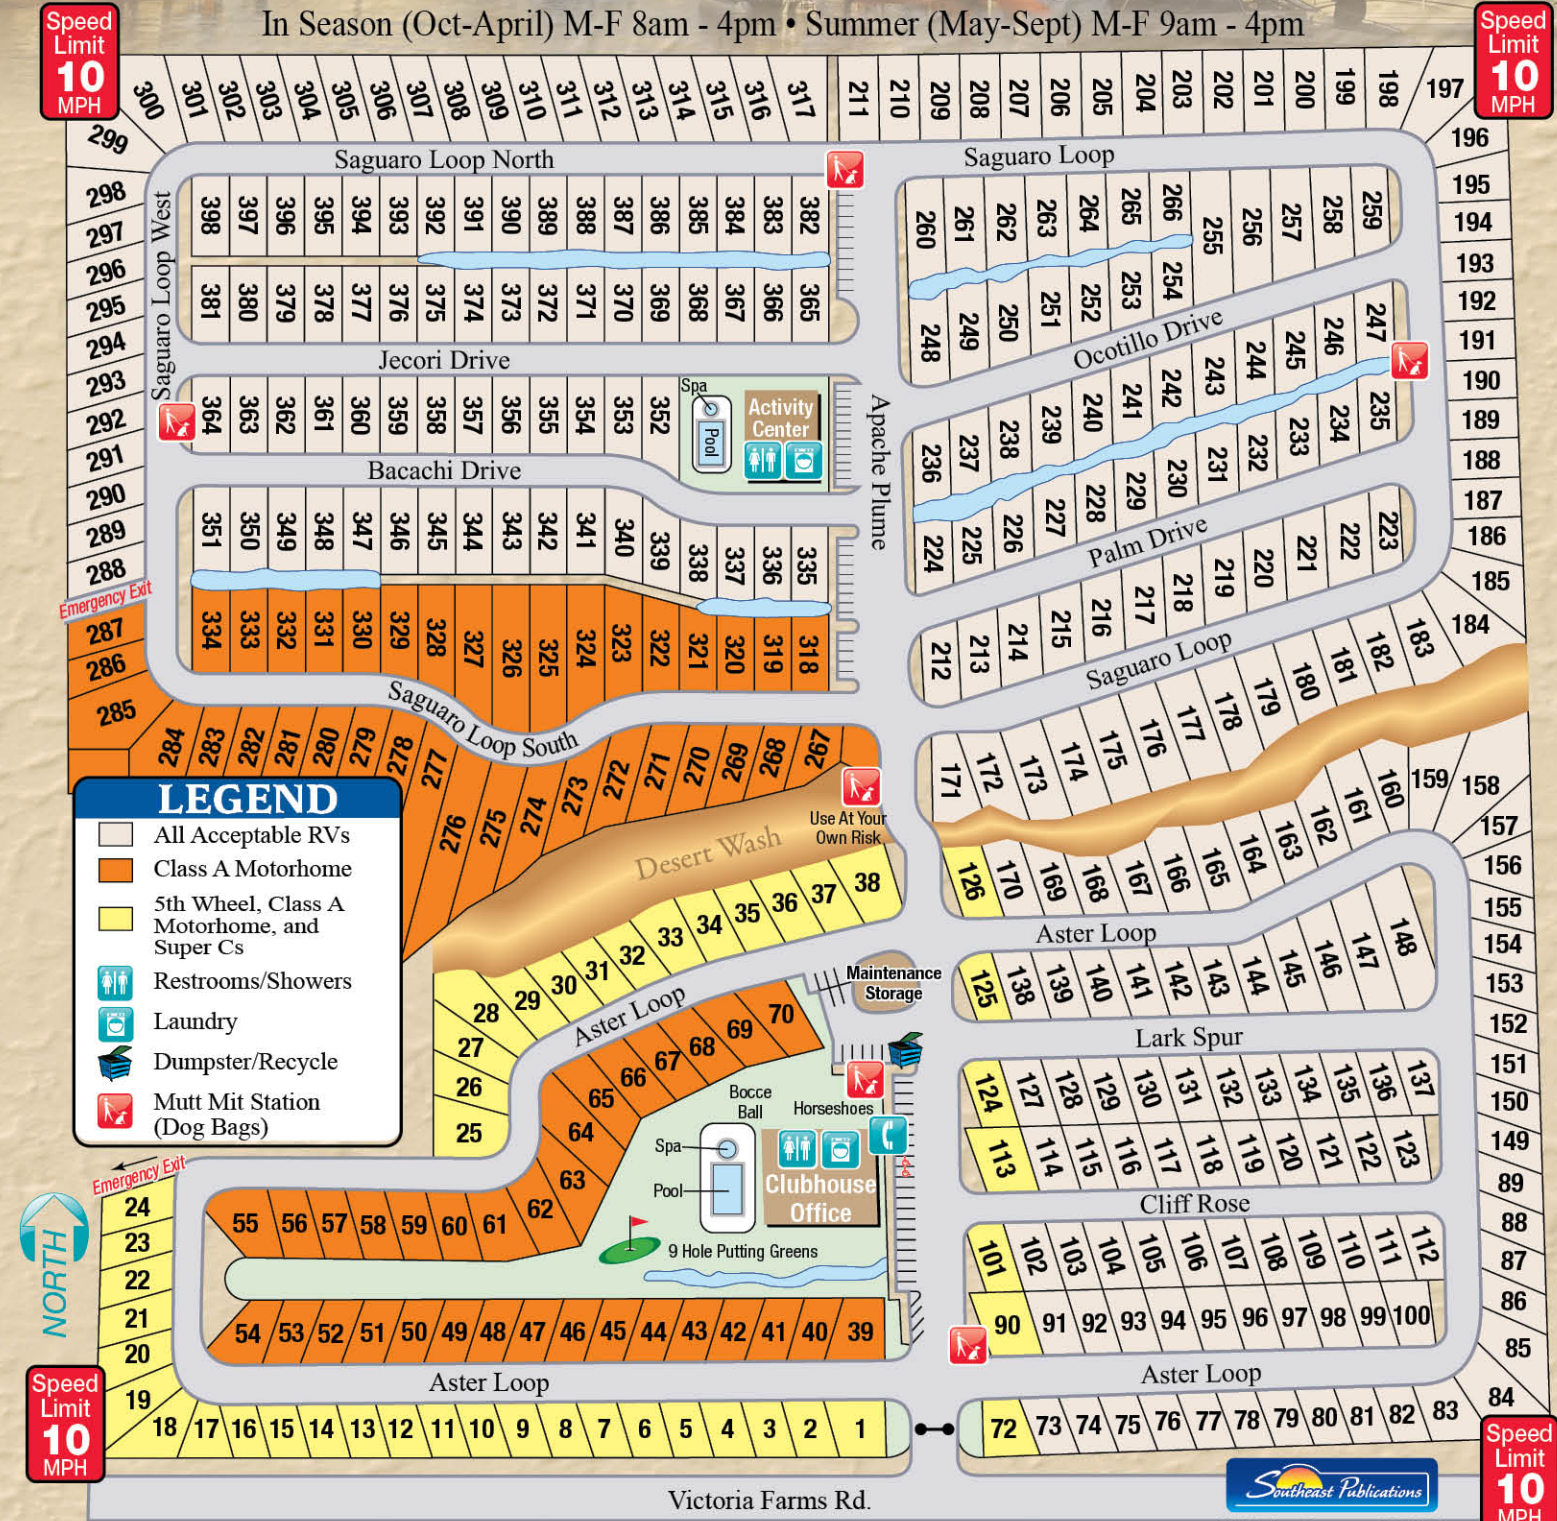 In Season (Oct-April) M-F 8am - 4pm • Summer (May-Sept) M-F 9am - 4pm
Speed
Limit
10
MPH
Speed
Limit
10
MPH
300 301 302 303 304 305 306 307 308 309 310 311 312 313 314 315 316 317
211 210 209 208 207 206 205 204 203 202 201 200 199 198 197
299
298
297
296
295
294
293
292
291
290
289
288
Emergency Exit
287
286
285
196
195
194
193
192
191
190
189
188
187
186
185
184
Saguaro Loop North
Saguaro Loop
Saguaro Loop West
398 397 396 395 394 393 392 391 390 389 388 387 386 385 384 383 382
381 380 379 378 377 376 375 374 373 372 371 370 369 368 367 366 365
Jecori Drive
364 363 362 361 360 359 358 357 356 355 354 353 352
Spa
Pool
Activity
Center
Bacachi Drive
351 350 349 348 347 346 345 344 343 342 341 340 339 338 337 336 335
334 333 332 331 330 329 328 327 326 325 324 323 322 321 320 319 318
Saguaro Loop South
284 283 282 281 280 279 278 277 276 275 274 273 272 271 270 269 268 267
Apache Plume
260 261 262 263 264 265 266 255 256 257 258 259
248 249 250 251 252 253 254
Ocotillo Drive
236 237 238 239 240 241 242 243 244 245 246 247
224 225 226 227 228 229 230 231 232 233 234 235
Palm Drive
212 213 214 215 216 217 218 219 220 221 222 223
Saguaro Loop
171 172 173 174 175 176 177 178 179 180 181 182 183
Use At Your
Own Risk
Desert Wash
LEGEND
All Acceptable RVs
Class A Motorhome
5th Wheel, Class A
Motorhome, and
Super Cs
Restrooms/Showers
Laundry
Dumpster/Recycle
Mutt Mit Station
(Dog Bags)
126 170 169 168 167 166 165 164 163 162 161 160 159 158
157
156
155
154
153
152
151
150
149
89
88
87
86
85
84
25 26 27 28 29 30 31 32 33 34 35 36 37 38
Aster Loop
Aster Loop
Maintenance
Storage
125 138 139 140 141 142 143 144 145 146 147 148
Lark Spur
124 127 128 129 130 131 132 133 134 135 136 137
113 114 115 116 117 118 119 120 121 122 123
Cliff Rose
101 102 103 104 105 106 107 108 109 110 111 112
90 91 92 93 94 95 96 97 98 99 100
55 56 57 58 59 60 61 62 63 64 65 66 67 68 69 70
Bocce
Ball
Horseshoes
Spa
Pool
Clubhouse
Office
9 Hole Putting Greens
54 53 52 51 50 49 48 47 46 45 44 43 42 41 40 39
Emergency Exit
24
23
22
21
20
19
NORTH
Aster Loop
Aster Loop
18 17 16 15 14 13 12 11 10 9 8 7 6 5 4 3 2 1
72 73 74 75 76 77 78 79 80 81 82 83
Speed
Limit
10
MPH
Speed
Limit
10
MPH
Victoria Farms Rd.
Southeast Publications